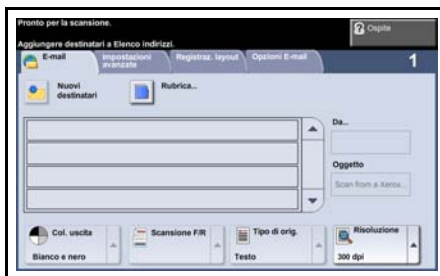 Pronto per la scansione.
Ospite
Aggiungere destinatari a Elenco indirizzi.
E-mail
Impostazioni
avanzate
Registraz. layout
Opzioni E-mail
1
Nuovi
destinatari
Rubrica...
Da...
Oggetto
Scan from a Xerox...
Col. uscita
Scansione F/R
Tipo di orig.
Risoluzione
Bianco e nero
Testo
300 dpi